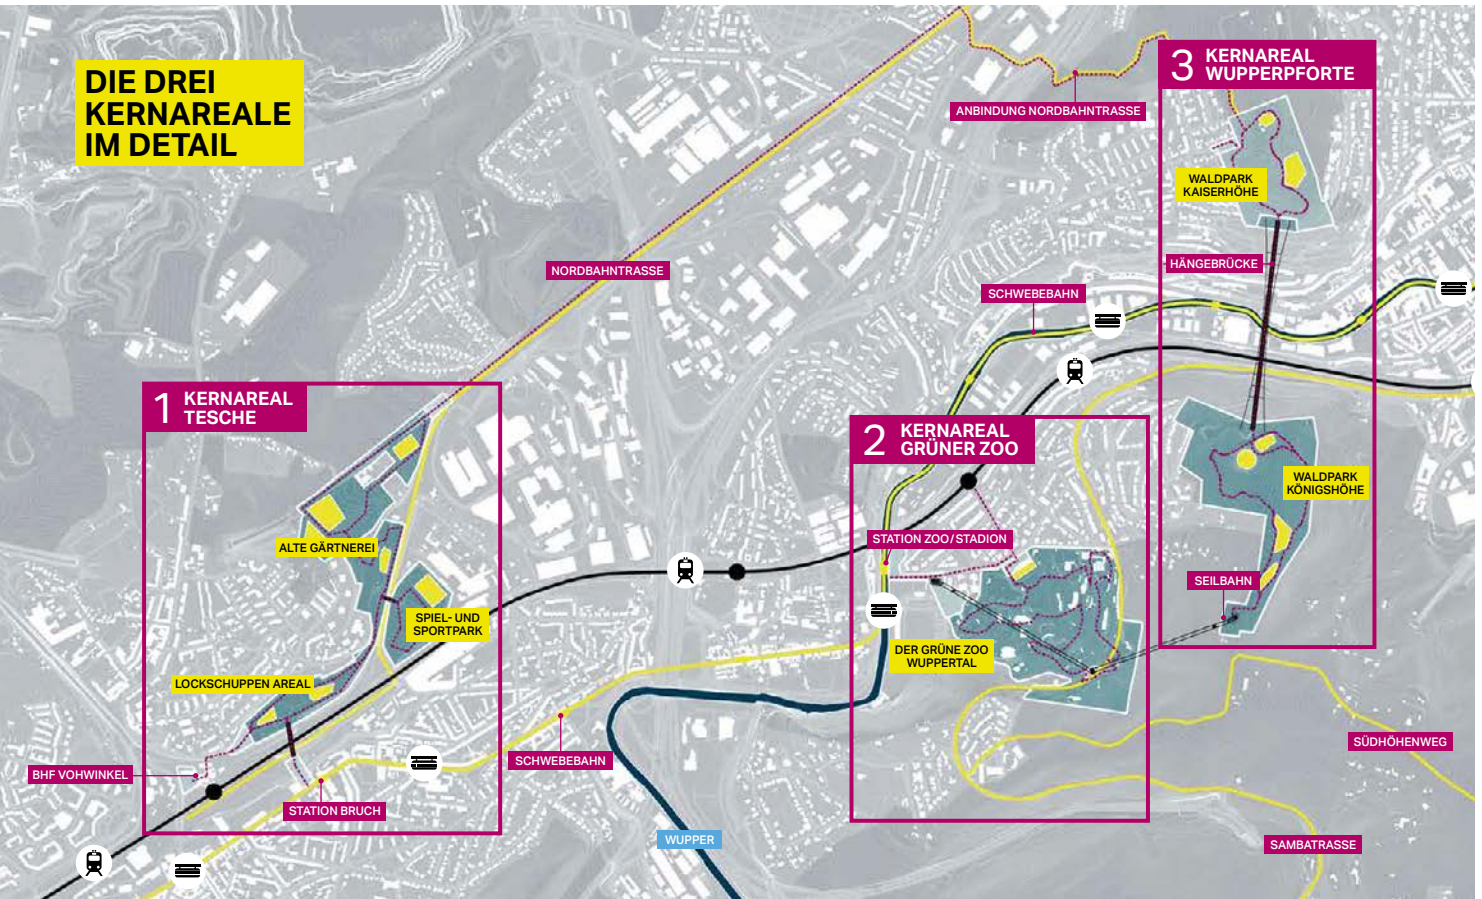 DIE DREI
KERNAREALE
IM DETAIL
3 KERNAREAL
WUPPERPFORTE
ANBINDUNG NORDBAHNTRASSE
WALDPARK
KAISERHÖHE
NORDBAHNTRASSE
HÄNGEBRÜCKE
SCHWEBEBAHN
1 KERNAREAL
TESCHE
2 KERNAREAL
GRÜNER ZOO
WALDPARK
KÖNIGSHÖHE
ALTE GÄRTNEREI
STATION ZOO/STADION
SEILBAHN
SPIEL- UND
SPORTPARK
DER GRÜNE ZOO
WUPPERTAL
LOCKSCHUPPEN AREAL
SÜDHÖHENWEG
BHF VOHWINKEL
SCHWEBEBAHN
STATION BRUCH
WUPPER
SAMBATRASSE